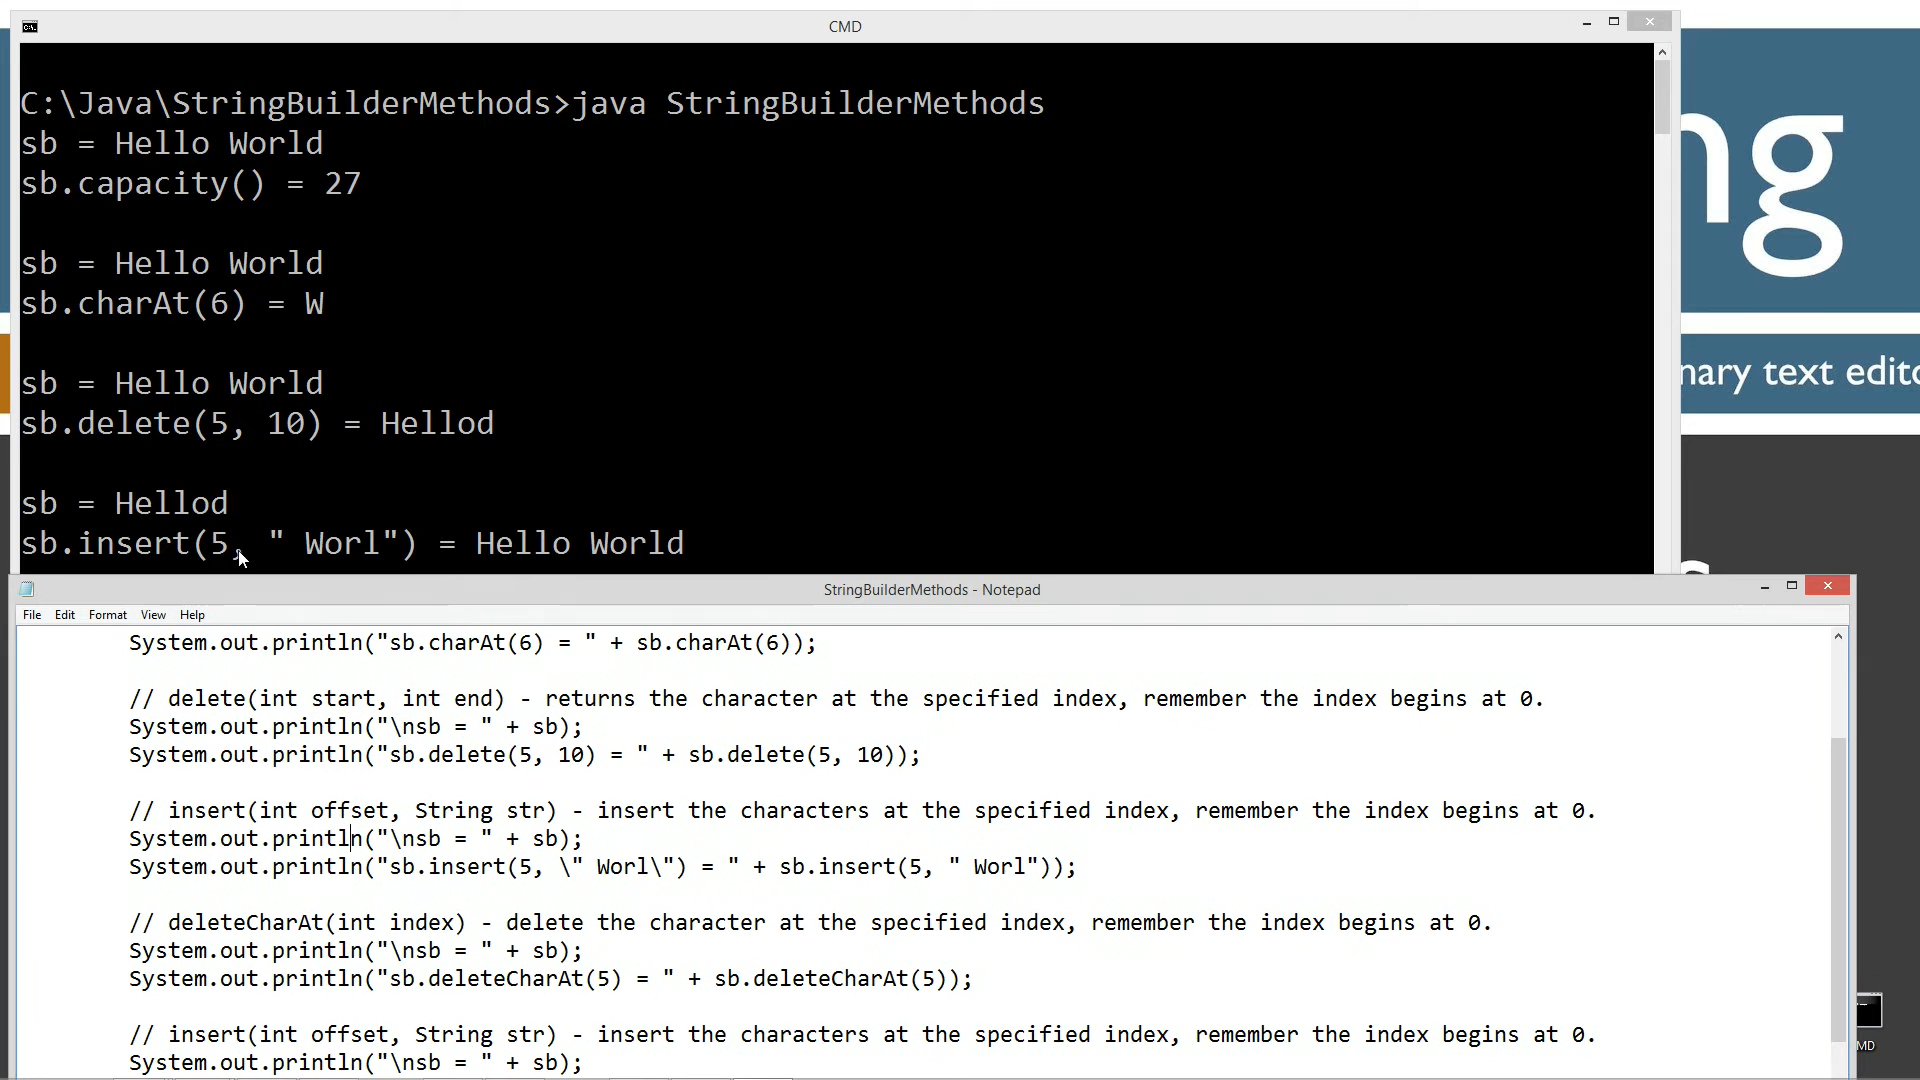 CMD
C:\Java\StringBuilderMethods>java StringBuilderMethods
sb = Hello World
sb.capacity() = 27
sb = Hello World
sb.charAt(6) = W
sb = Hello World
sb.delete(5, 10) = Hellod
sb = Hellod
sb.insert(5, " Worl") = Hello World
ng
nary text edito
StringBuilderMethods - Notepad
File Edit Format View Help
System.out.println("sb.charAt(6) = " + sb.charAt(6));
// delete(int start, int end) - returns the character at the specified index, remember the index begins at 0.
System.out.println("\nsb = " + sb);
System.out.println("sb.delete(5, 10) = " + sb.delete(5, 10));
// insert(int offset, String str) - insert the characters at the specified index, remember the index begins at 0.
System.out.println("\nsb = " + sb);
System.out.println("sb.insert(5, \" Worl\") = " + sb.insert(5, " Worl"));
// deleteCharAt(int index) - delete the character at the specified index, remember the index begins at 0.
System.out.println("\nsb = " + sb);
System.out.println("sb.deleteCharAt(5) = " + sb.deleteCharAt(5));
// insert(int offset, String str) - insert the characters at the specified index, remember the index begins at 0.
System.out.println("\nsb = " + sb);
MD